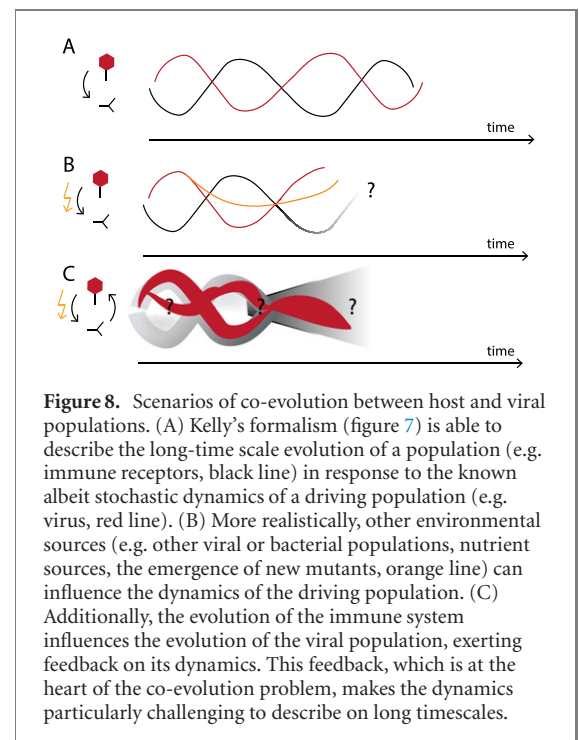 A
time
B
?
time
C
? ? ?
time
Figure 8. Scenarios of co-evolution between host and viral
populations. (A) Kelly’s formalism (figure 7) is able to
describe the long-time scale evolution of a population (e.g.
immune receptors, black line) in response to the known
albeit stochastic dynamics of a driving population (e.g.
virus, red line). (B) More realistically, other environmental
sources (e.g. other viral or bacterial populations, nutrient
sources, the emergence of new mutants, orange line) can
influence the dynamics of the driving population. (C)
Additionally, the evolution of the immune system
influences the evolution of the viral population, exerting
feedback on its dynamics. This feedback, which is at the
heart of the co-evolution problem, makes the dynamics
particularly challenging to describe on long timescales.